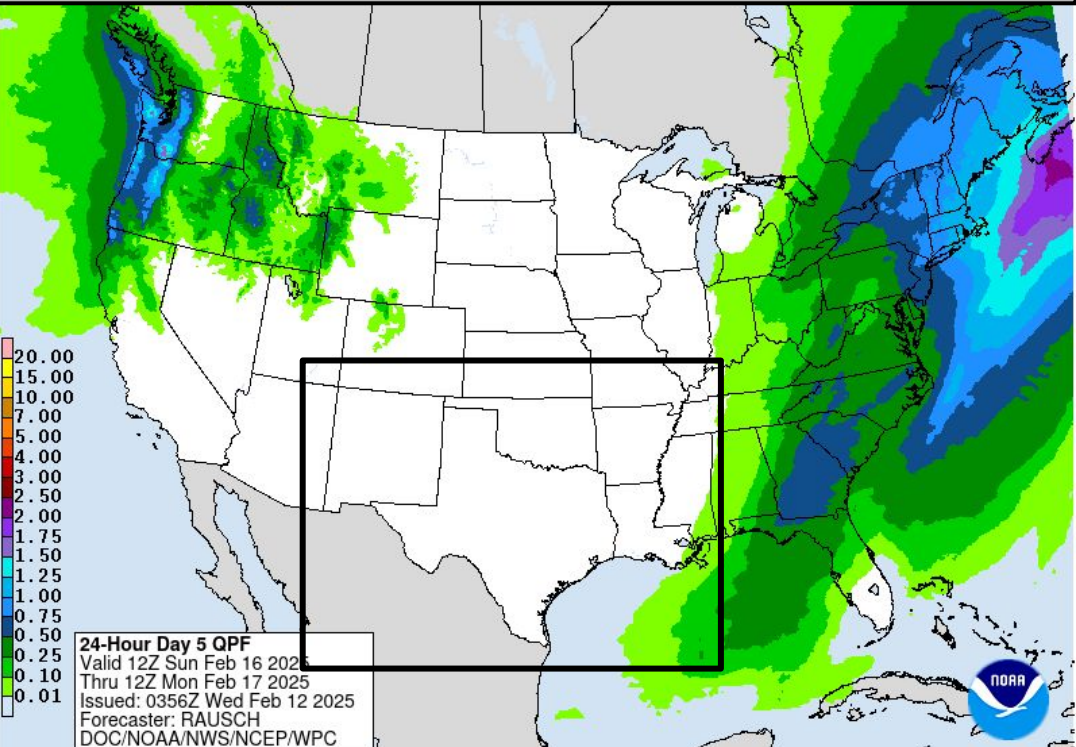 20.00
15.00
10.00
7.00
5.00
4.00
3.00
2.50
2.00
1.75
1.50
1.25
1.00
0.75
0.50
0.25
0.10
0.01
24-Hour Day 5 QPF
Valid 12Z Sun Feb 16 2025
Thru 12Z Mon Feb 17 2025
Issued: 0356Z Wed Feb 12 2025
Forecaster: RAUSCH
DOC/NOAA/NWS/NCEP/WPC
NOAA